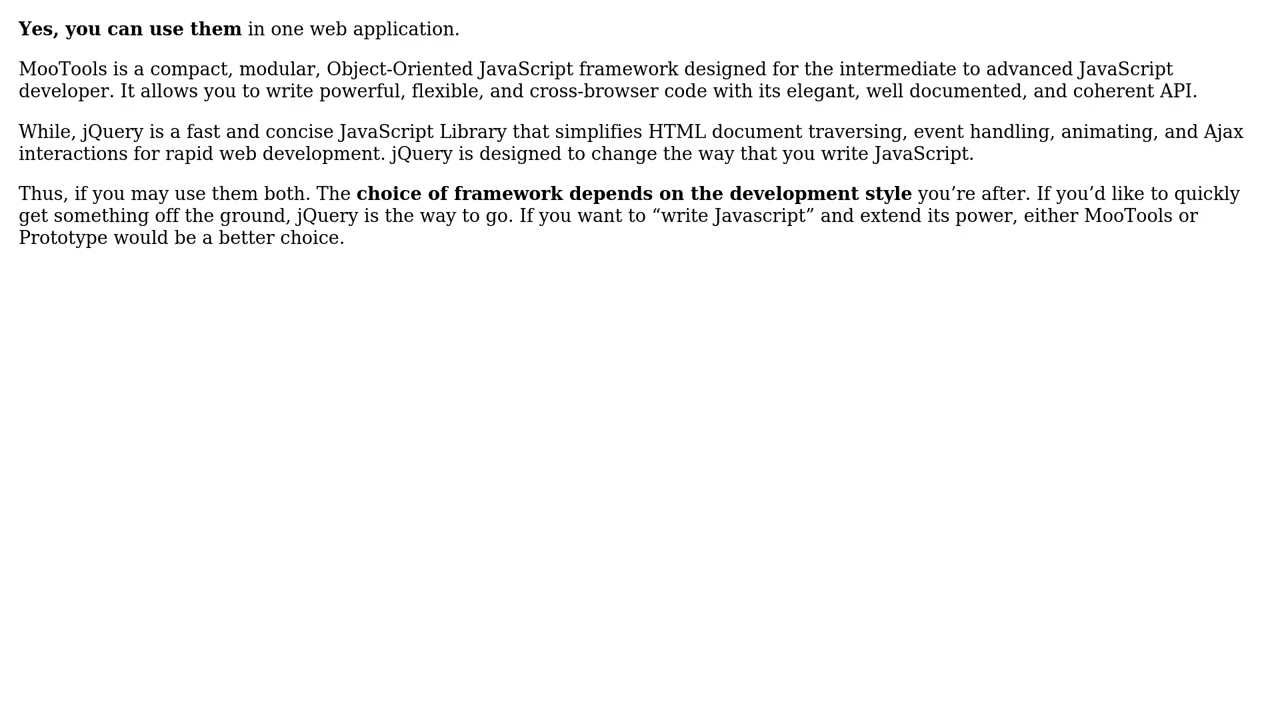 Yes, you can use them in one web application.
MooTools is a compact, modular, Object-Oriented JavaScript framework designed for the intermediate to advanced JavaScript
developer. It allows you to write powerful, flexible, and cross-browser code with its elegant, well documented, and coherent API.
While, jQuery is a fast and concise JavaScript Library that simplifies HTML document traversing, event handling, animating, and Ajax
interactions for rapid web development. jQuery is designed to change the way that you write JavaScript.
Thus, if you may use them both. The choice of framework depends on the development style you’re after. If you’d like to quickly
get something off the ground, jQuery is the way to go. If you want to “write Javascript” and extend its power, either MooTools or
Prototype would be a better choice.